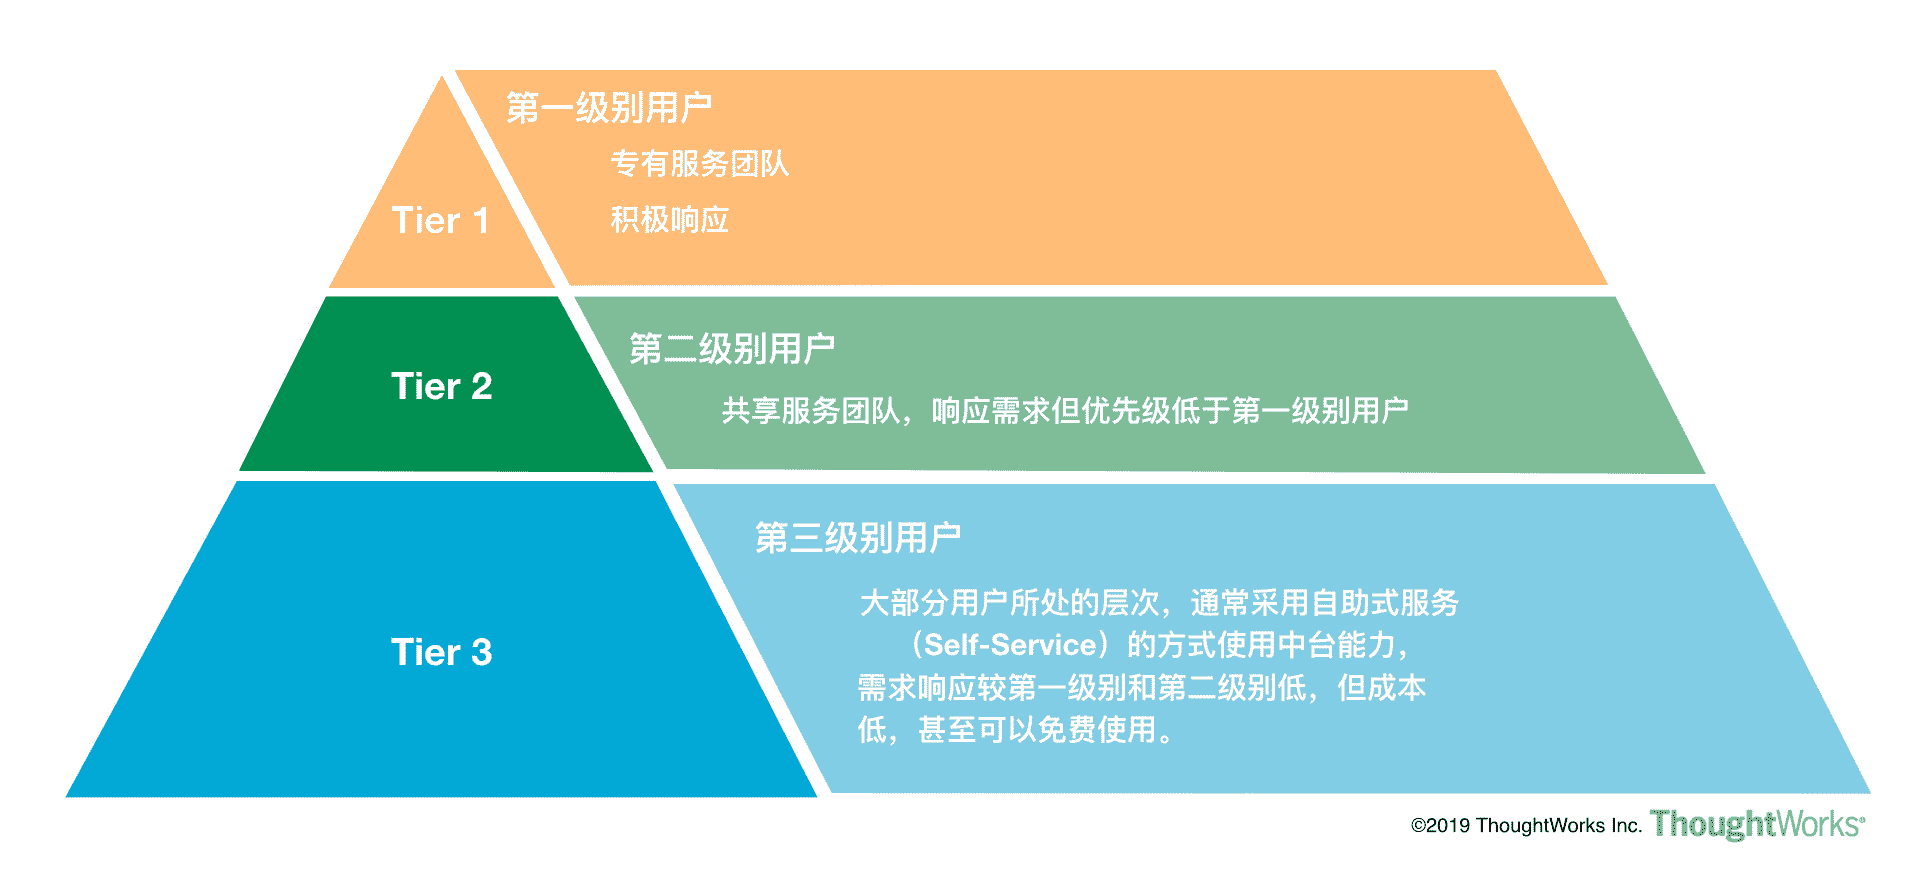 第一级别用户
专有服务团队
Tier 1
积极响应
第二级别用户
Tier 2
共享服务团队，响应需求但优先级低于第一级别用户
第三级别用户
大部分用户所处的层次，通常采用自助式服务
（Self-Service）的方式使用中台能力，
Tier 3
需求响应较第一级别和第二级别低，但成本
低，甚至可以免费使用。
©2019 ThoughtWorks Inc. ThoughtWorks®